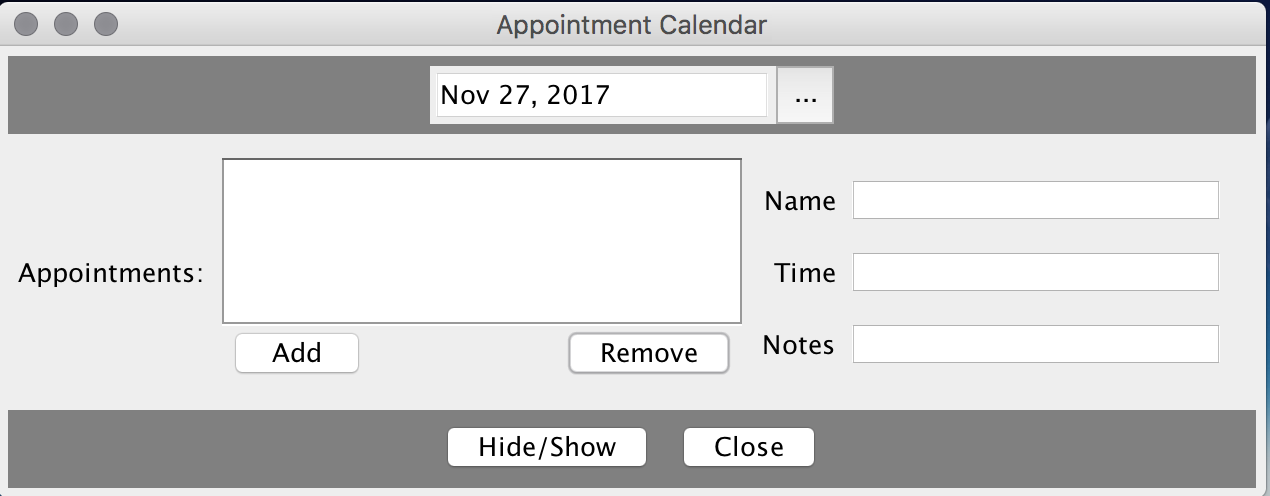 Appointment Calendar
Nov 27, 2017 ...
Name
Appointments: Time
Add Remove Notes
Hide/Show Close